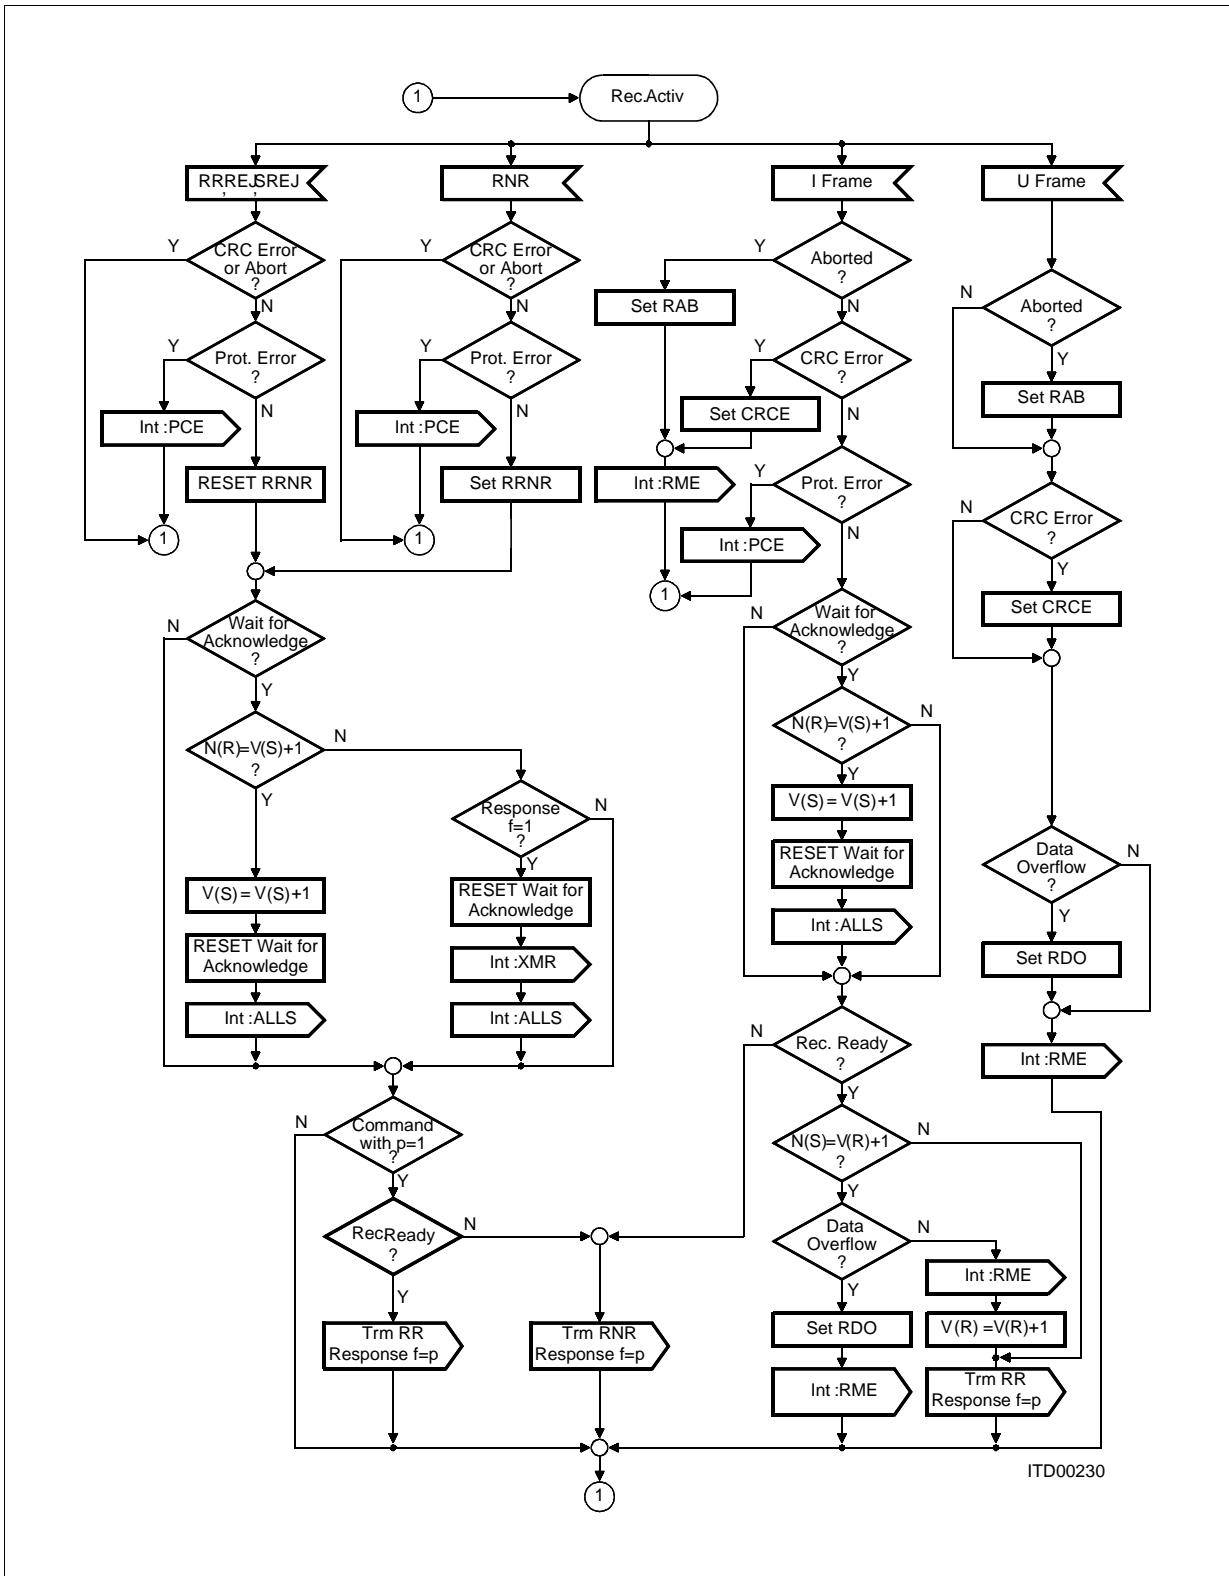 1
Rec.Activ
RR,REJ,SREJ
RNR
I Frame
U Frame
Y
CRC Error
or Abort
?
N
Y
CRC Error
or Abort
?
N
Y
Aborted
?
N
Set RAB
N
Aborted
?
Y
Set RAB
Y
Prot. Error
?
N
Int :PCE
RESET RRNR
1
Y
Prot. Error
?
N
Int :PCE
Set RRNR
1
Y
CRC Error
?
N
Set CRCE
Int :RME
Y
Prot. Error
?
N
Int :PCE
1
N
CRC Error
?
Y
Set CRCE
N
Wait for
Acknowledge
?
Y
N(R)=V(S)+1
?
N
Y
Response
f=1
?
N
Y
V(S) = V(S)+1
RESET Wait for
Acknowledge
Int :ALLS
RESET Wait for
Acknowledge
Int :XMR
Int :ALLS
N
Wait for
Acknowledge
?
Y
N(R)=V(S)+1
?
N
Y
V(S) = V(S)+1
RESET Wait for
Acknowledge
Int :ALLS
Data
Overflow
?
N
Y
Set RDO
Int :RME
N
Rec. Ready
?
Y
N
Command
with p=1
?
Y
RecReady
?
N
Y
Trm RR
Response f=p
Trm RNR
Response f=p
N(S)=V(R)+1
?
N
Y
Data
Overflow
?
N
Y
Set RDO
Int :RME
Int :RME
V(R) =V(R)+1
Trm RR
Response f=p
1
ITD00230